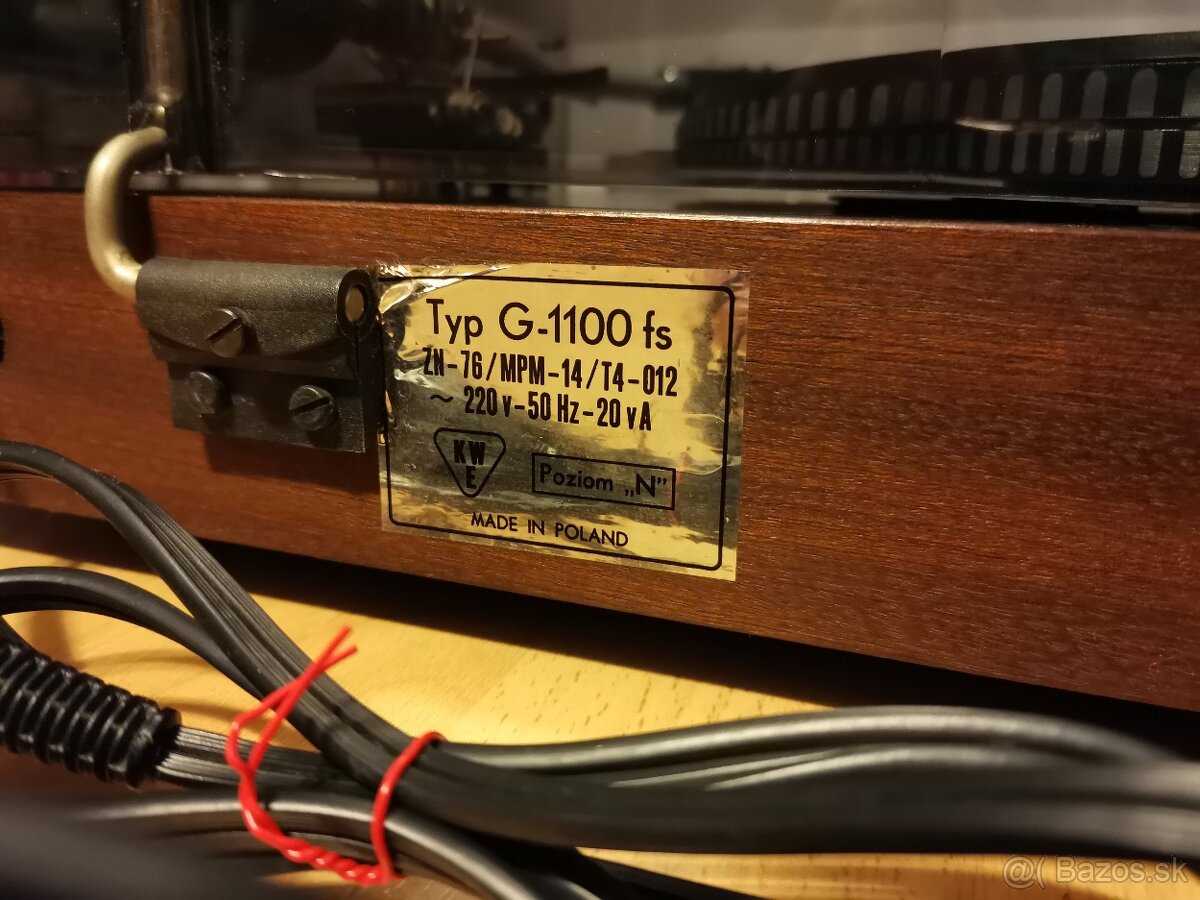 Typ G-1100 fs
ZN-76/MPM-14/T4-012
~ 220 v-50 Hz-20 vA
KW
E
Poziom „N”
MADE IN POLAND
@( Bazos.sk